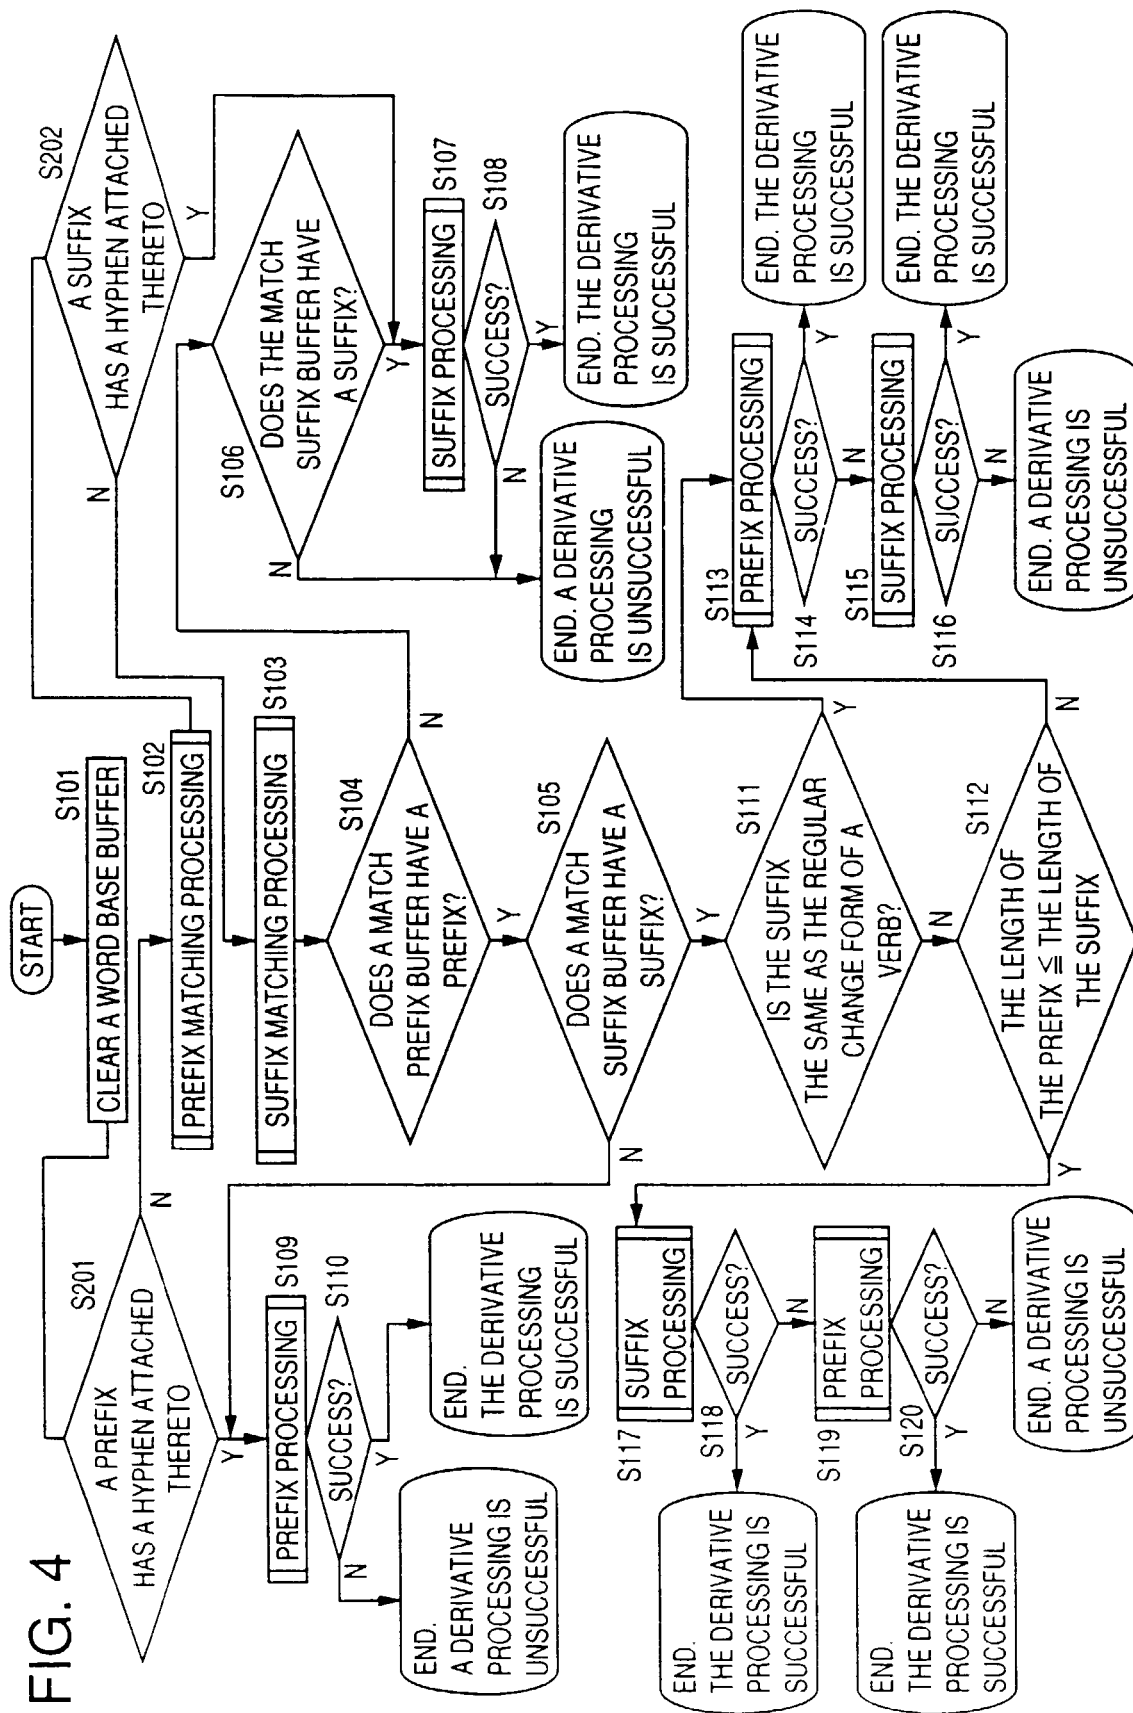 FIG. 4
START
S101
CLEAR A WORD BASE BUFFER
S201
A PREFIX
HAS A HYPHEN ATTACHED
THERETO
N
Y
S102
PREFIX MATCHING PROCESSING
S202
A SUFFIX
HAS A HYPHEN ATTACHED
THERETO
N
Y
S103
SUFFIX MATCHING PROCESSING
S104
DOES A MATCH
PREFIX BUFFER HAVE A
PREFIX?
N
Y
S105
DOES A MATCH
SUFFIX BUFFER HAVE A
SUFFIX?
N
Y
S106
DOES THE MATCH
SUFFIX BUFFER HAVE
A SUFFIX?
N
Y
S107
SUFFIX PROCESSING
S108
SUCCESS?
N
Y
END. A DERIVATIVE
PROCESSING
IS UNSUCCESSFUL
END. THE DERIVATIVE
PROCESSING
IS SUCCESSFUL
S109
PREFIX PROCESSING
S110
SUCCESS?
N
Y
END.
A DERIVATIVE
PROCESSING IS
UNSUCCESSFUL
END.
THE DERIVATIVE
PROCESSING
IS SUCCESSFUL
S111
IS THE SUFFIX
THE SAME AS THE REGULAR
CHANGE FORM OF A
VERB?
Y
N
S112
THE LENGTH OF
THE PREFIX ≦ THE LENGTH OF
THE SUFFIX
N
Y
S113
PREFIX PROCESSING
S114
SUCCESS?
Y
N
END. THE DERIVATIVE
PROCESSING
IS SUCCESSFUL
S115
SUFFIX PROCESSING
S116
SUCCESS?
Y
N
END. THE DERIVATIVE
PROCESSING
IS SUCCESSFUL
END. A DERIVATIVE
PROCESSING IS
UNSUCCESSFUL
S117
SUFFIX
PROCESSING
S118
SUCCESS?
Y
N
END.
THE DERIVATIVE
PROCESSING IS
SUCCESSFUL
S119
PREFIX
PROCESSING
S120
SUCCESS?
Y
N
END.
THE DERIVATIVE
PROCESSING IS
SUCCESSFUL
END. A DERIVATIVE
PROCESSING IS
UNSUCCESSFUL